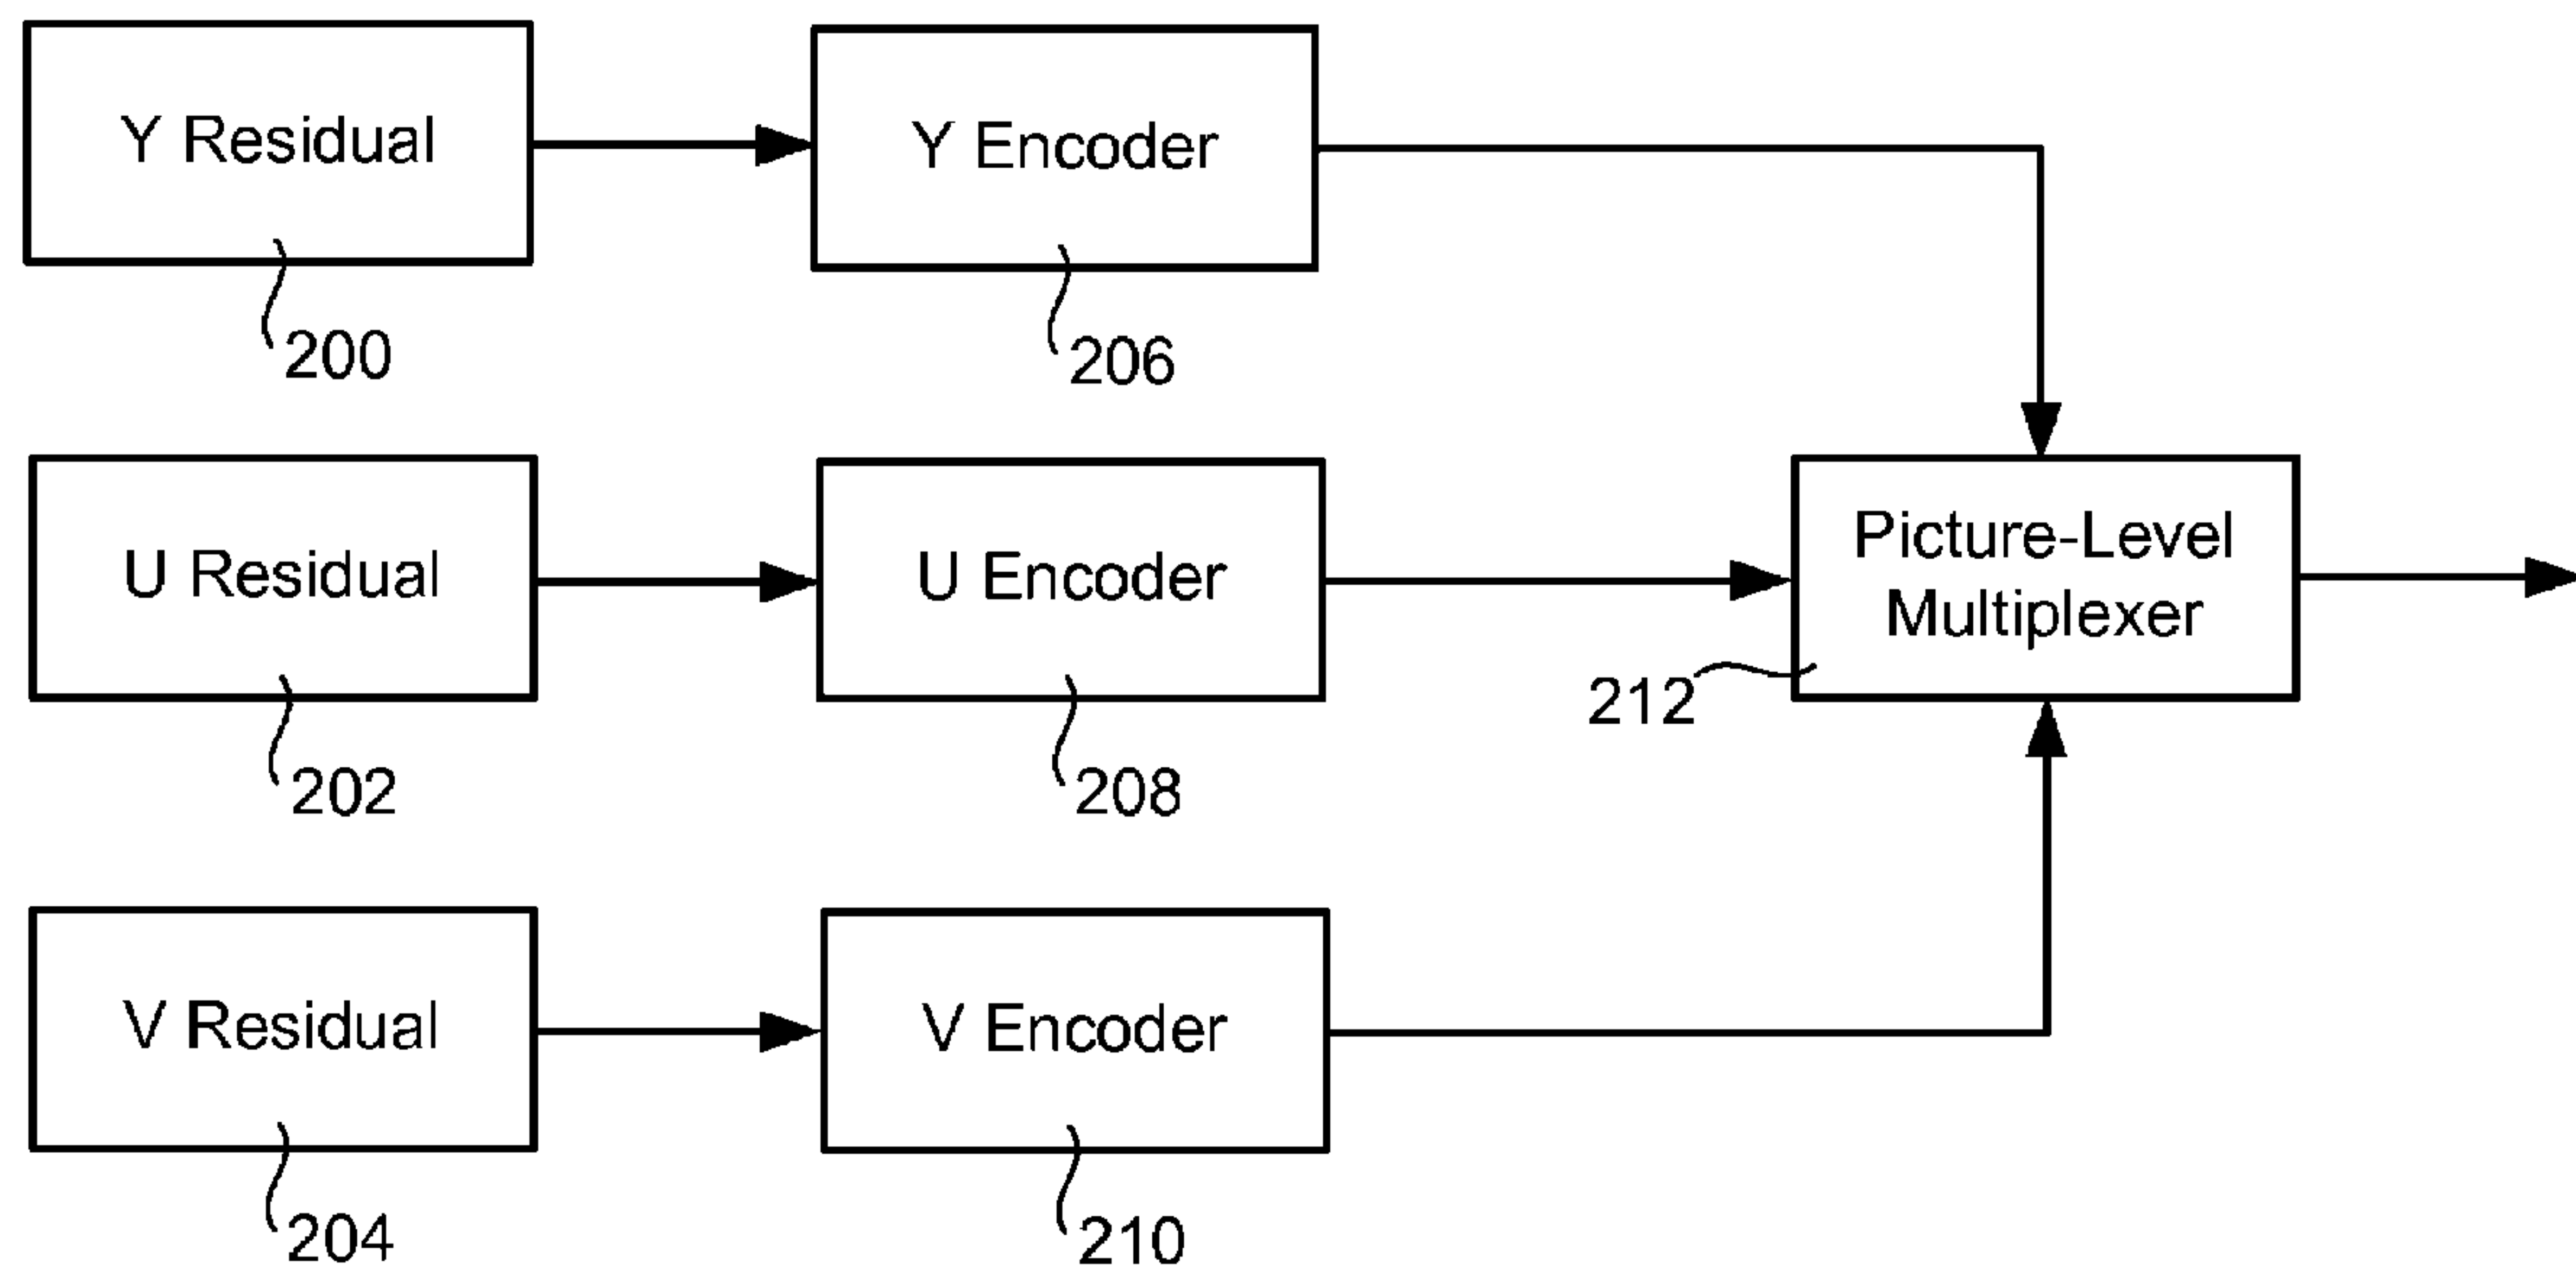 Y Residual
Y Encoder
200
206
U Residual
U Encoder
Picture-Level
Multiplexer
212
202
208
V Residual
V Encoder
204
210